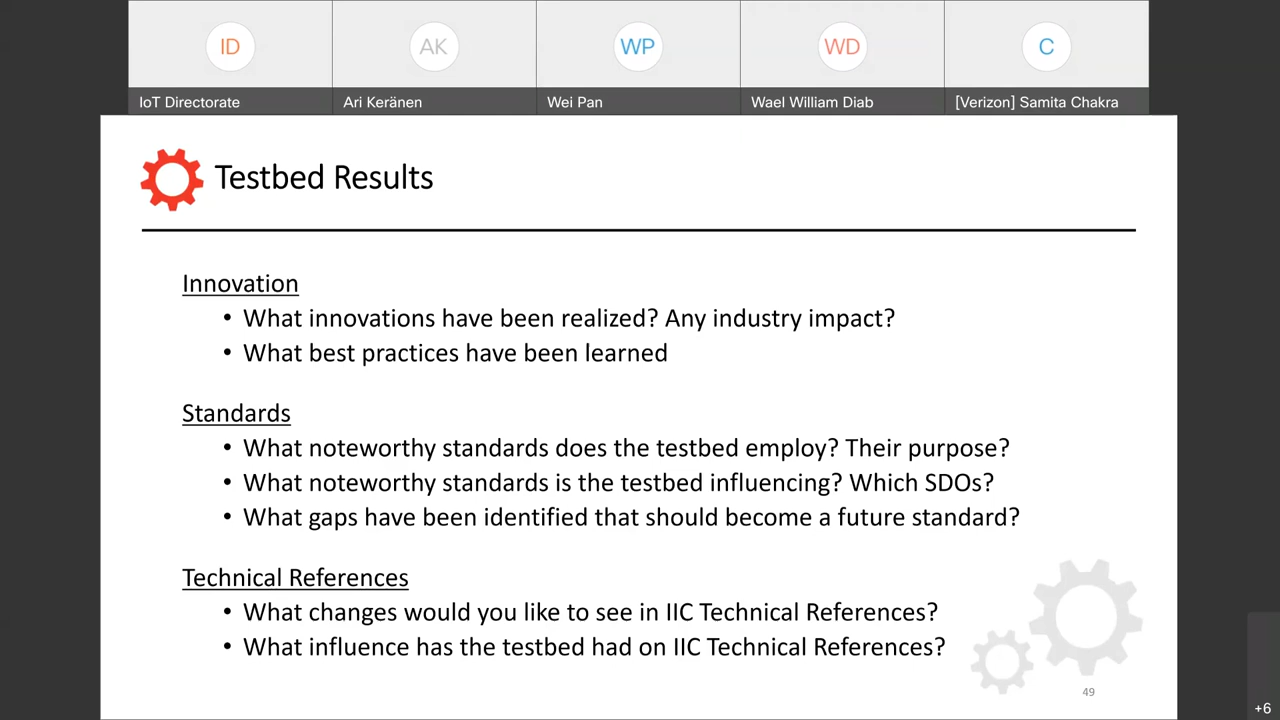 ID
AK
WP
WD
C
IoT Directorate
Ari Keränen
Wei Pan
Wael William Diab
[Verizon] Samita Chakra
Testbed Results
Innovation
• What innovations have been realized? Any industry impact?
• What best practices have been learned
Standards
• What noteworthy standards does the testbed employ? Their purpose?
• What noteworthy standards is the testbed influencing? Which SDOs?
• What gaps have been identified that should become a future standard?
Technical References
• What changes would you like to see in IIC Technical References?
• What influence has the testbed had on IIC Technical References?
49
+6